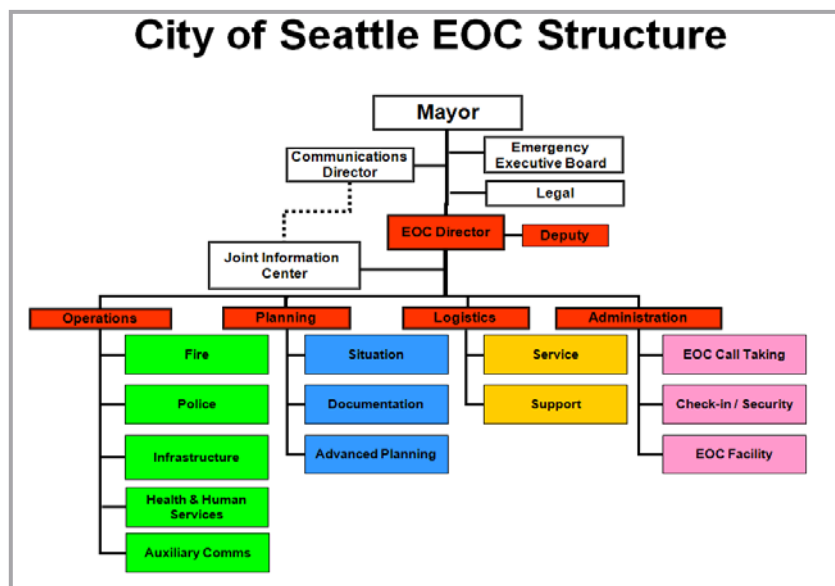 City of Seattle EOC Structure
Mayor
Communications
Director
Emergency
Executive Board
Legal
EOC Director
Deputy
Joint Information
Center
Operations
Planning
Logistics
Administration
Fire
Situation
Service
EOC Call Taking
Police
Documentation
Support
Check-in / Security
Infrastructure
Advanced Planning
EOC Facility
Health & Human
Services
Auxiliary Comms